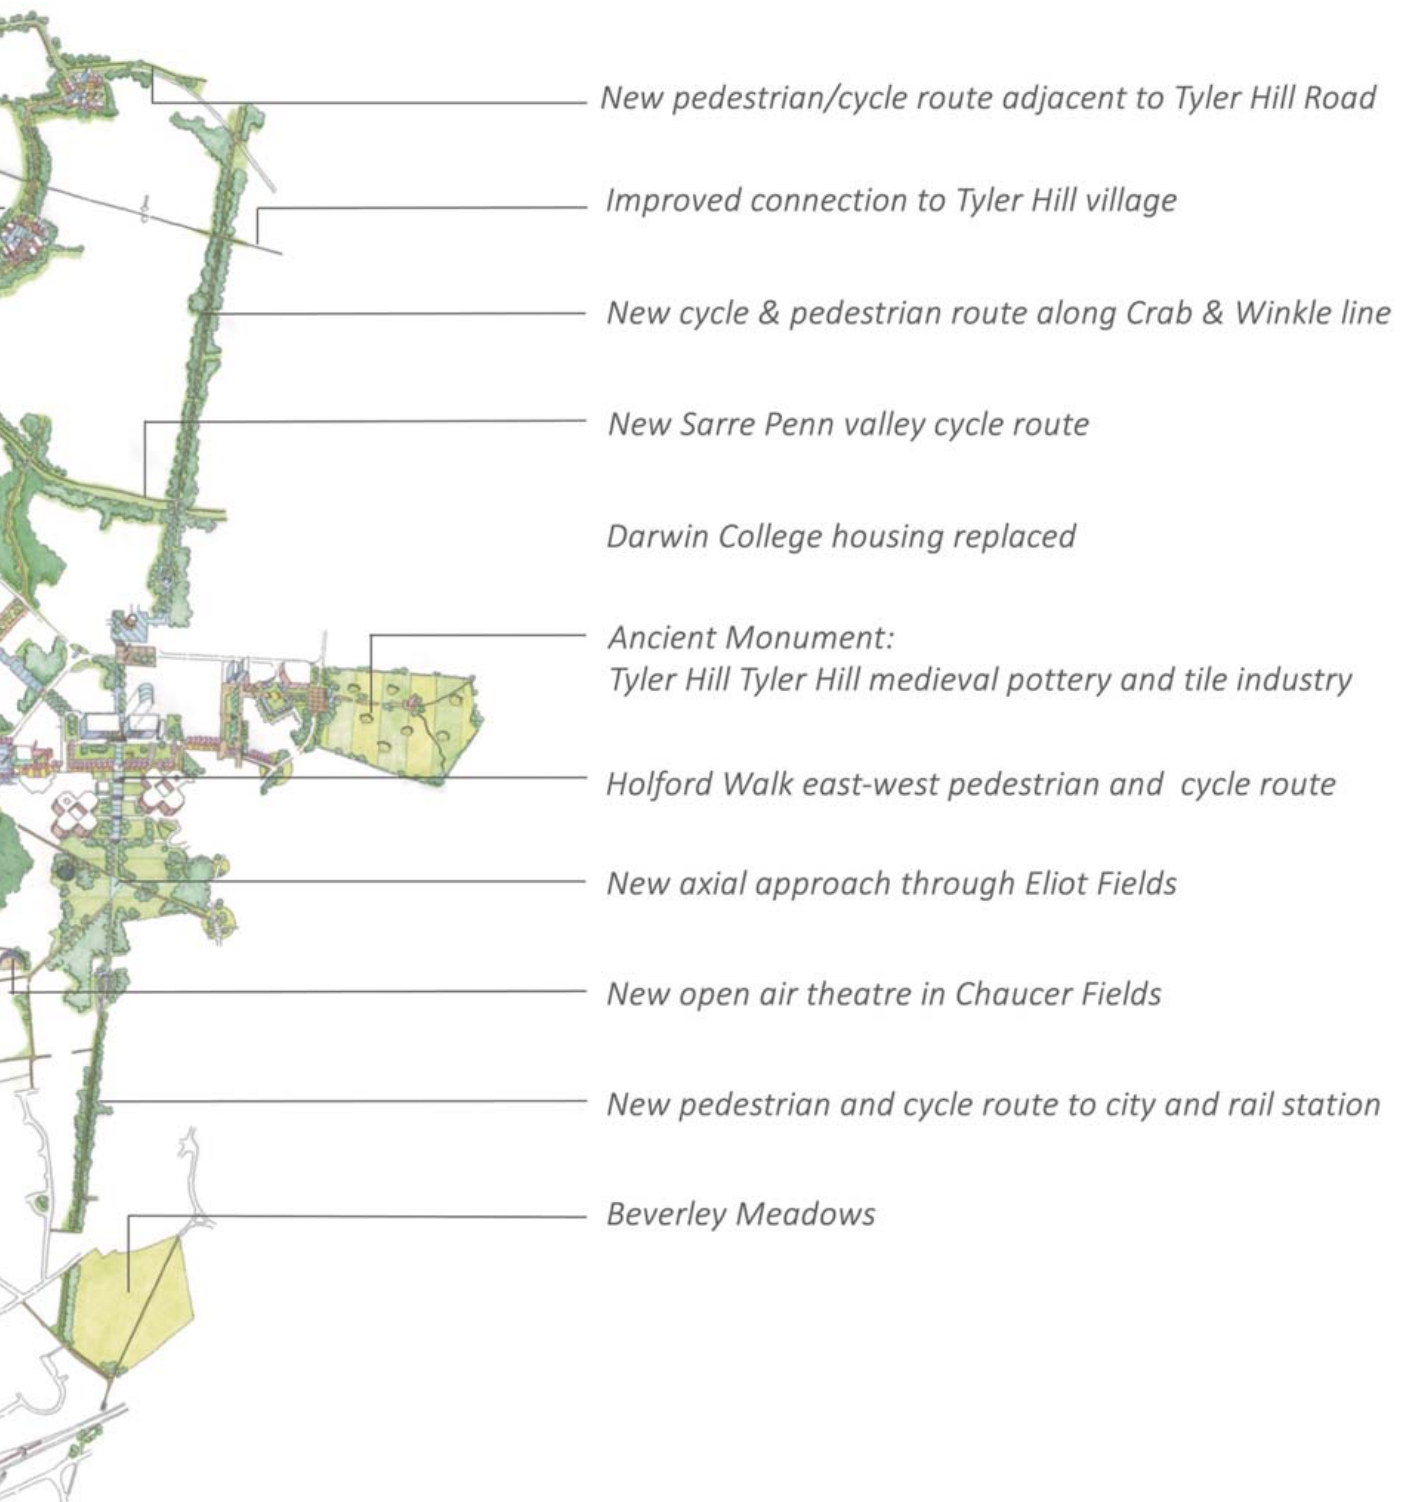 New pedestrian/cycle route adjacent to Tyler Hill Road
Improved connection to Tyler Hill village
New cycle & pedestrian route along Crab & Winkle line
New Sarre Penn valley cycle route
Darwin College housing replaced
Ancient Monument:
Tyler Hill Tyler Hill medieval pottery and tile industry
Holford Walk east-west pedestrian and  cycle route
New axial approach through Eliot Fields
New open air theatre in Chaucer Fields
New pedestrian and cycle route to city and rail station
Beverley Meadows